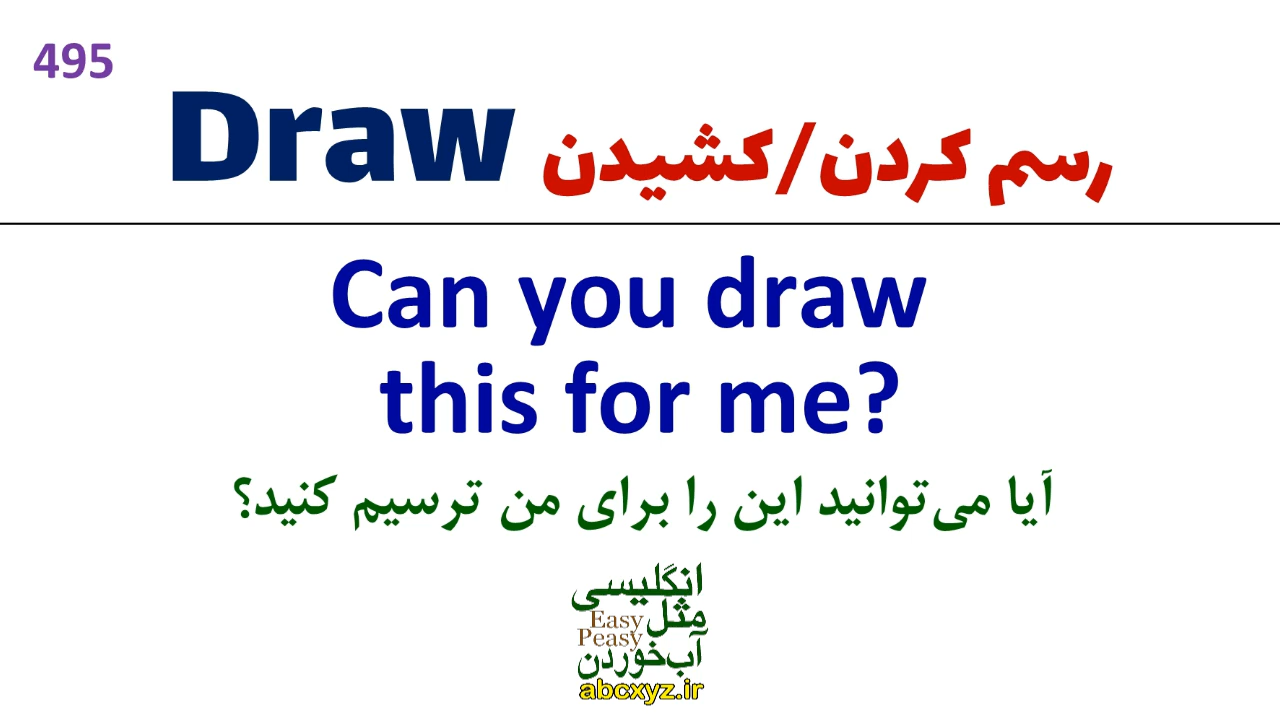 495
Draw رسم کردن/کشیدن
Can you draw
this for me?
آیا می‌توانید این را برای من ترسیم کنید؟
انگلیسی
مثل
Easy
Peasy
آب‌خوردن
abcxyz.ir